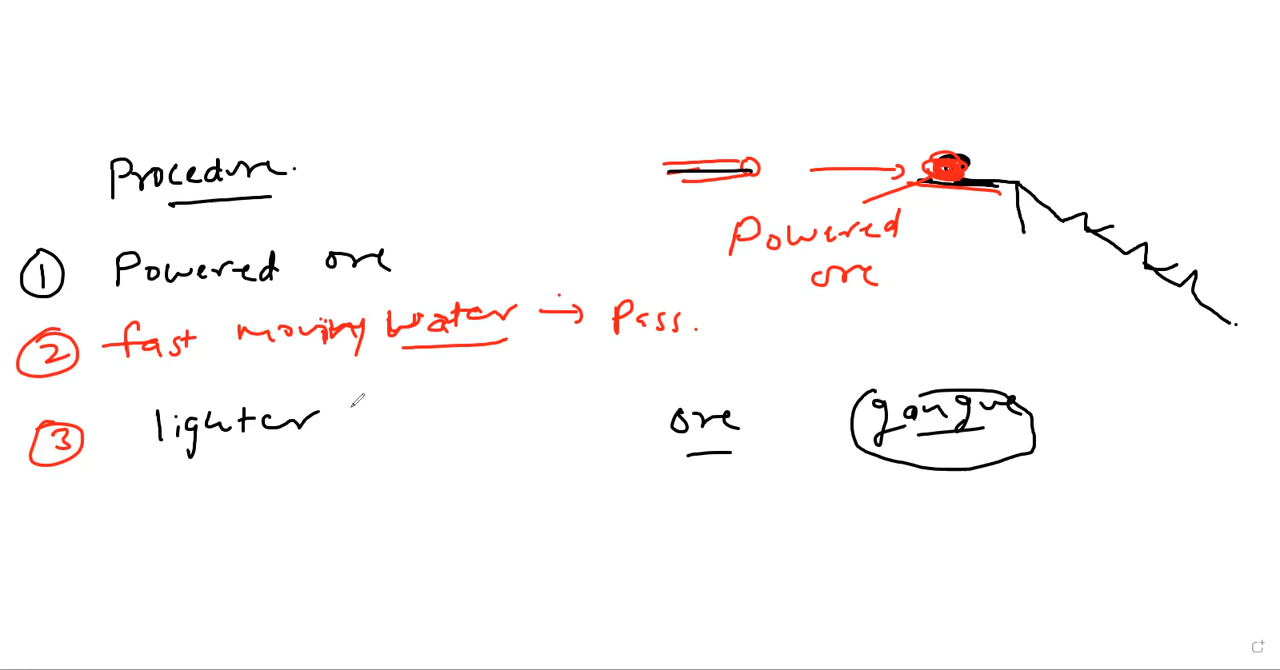 Procedure.
① Powered ore
② fast moving water → Pass.
③ lighter
ore
gangue
Powered
ore